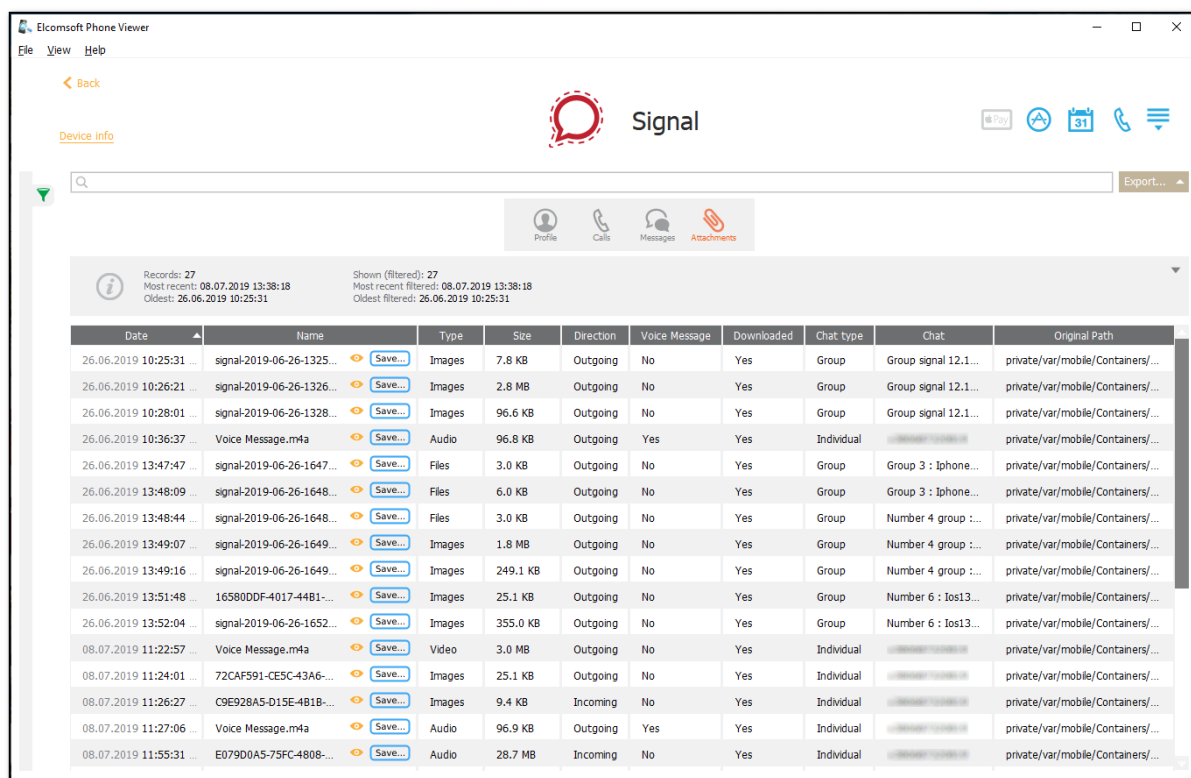 Elcomsoft Phone Viewer
File View Help
Back
Device info
Signal
Pay
31
Export...
Profile Calls Messages Attachments
Records: 27 Shown (filtered): 27
Most recent: 08.07.2019 13:38:18 Most recent filtered: 08.07.2019 13:38:18
Oldest: 26.06.2019 10:25:31 Oldest filtered: 26.06.2019 10:25:31
Date Name Type Size Direction Voice Message Downloaded Chat type Chat Original Path
26.06.2019 10:25:31 ... signal-2019-06-26-1325... Save... Images 7.8 KB Outgoing No Yes Group Group signal 12.1... private/var/mobile/Containers/...
26.06.2019 10:26:21 ... signal-2019-06-26-1326... Save... Images 2.8 MB Outgoing No Yes Group Group signal 12.1... private/var/mobile/Containers/...
26.06.2019 10:28:01 ... signal-2019-06-26-1328... Save... Images 96.6 KB Outgoing No Yes Group Group signal 12.1... private/var/mobile/Containers/...
26.06.2019 10:36:37 ... Voice Message.m4a Save... Audio 96.8 KB Outgoing Yes Yes Individual private/var/mobile/Containers/...
26.06.2019 13:47:47 ... signal-2019-06-26-1647... Save... Files 3.0 KB Outgoing No Yes Group Group 3 : Iphone... private/var/mobile/Containers/...
26.06.2019 13:48:09 ... signal-2019-06-26-1648... Save... Files 6.0 KB Outgoing No Yes Group Group 3 : Iphone... private/var/mobile/Containers/...
26.06.2019 13:48:44 ... signal-2019-06-26-1648... Save... Files 3.0 KB Outgoing No Yes Group Number 4 group :... private/var/mobile/Containers/...
26.06.2019 13:49:07 ... signal-2019-06-26-1649... Save... Images 1.8 MB Outgoing No Yes Group Number 4 group :... private/var/mobile/Containers/...
26.06.2019 13:49:16 ... signal-2019-06-26-1649... Save... Images 249.1 KB Outgoing No Yes Group Number 4 group :... private/var/mobile/Containers/...
26.06.2019 13:51:48 ... 16580DDF-4017-44B1-... Save... Images 25.1 KB Outgoing No Yes Group Number 6 : Ios13... private/var/mobile/Containers/...
26.06.2019 13:52:04 ... signal-2019-06-26-1652... Save... Images 355.0 KB Outgoing No Yes Group Number 6 : Ios13... private/var/mobile/Containers/...
08.07.2019 11:22:57 ... Voice Message.m4a Save... Video 3.0 MB Outgoing No Yes Individual private/var/mobile/Containers/...
08.07.2019 11:24:01 ... 72CAF591-CE5C-43A6-... Save... Images 25.1 KB Outgoing No Yes Individual private/var/mobile/Containers/...
08.07.2019 11:26:27 ... C9E928A5-D15E-4B1B-... Save... Images 9.4 KB Incoming No Yes Individual private/var/mobile/Containers/...
08.07.2019 11:27:06 ... Voice Message.m4a Save... Audio 96.9 KB Outgoing Yes Yes Individual private/var/mobile/Containers/...
08.07.2019 11:55:31 ... E079D0A5-75FC-4808-... Save... Audio 28.7 MB Incoming No Yes Individual private/var/mobile/Containers/...